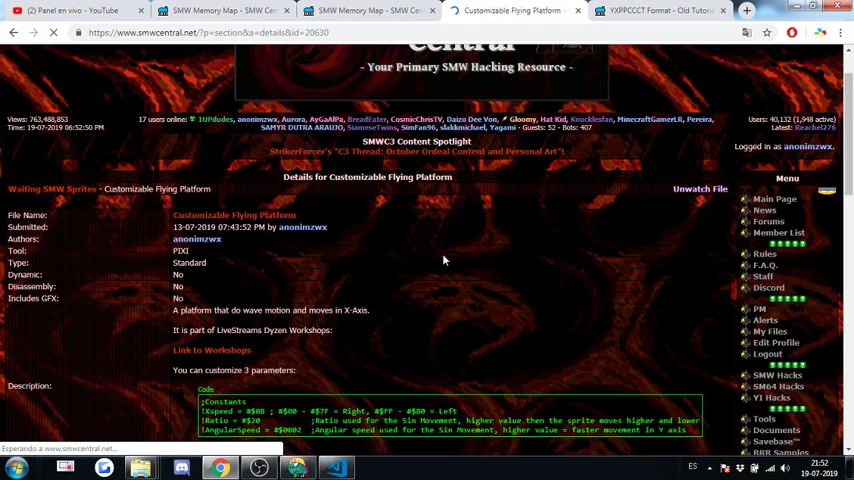 (2) Panel en vivo - YouTube
SMW Memory Map - SMW Cent
SMW Memory Map - SMW Cent
Customizable Flying Platform -
YXPPCCCT Format - Old Tutoria
https://www.smwcentral.net/?p=section&a=details&id=20630
Central
- Your Primary SMW Hacking Resource -
Views: 763,488,853
Time: 19-07-2019 06:52:50 PM
17 users online: 1UPdudes, anonimzwx, Aurora, AyGaAlPa, BreadEater, CosmicChrisTV, Daizo Dee Von, Gloomy, Hat Kid, Knucklesfan, MinecraftGamerLR, Pereira,
SAMYR DUTRA ARAUJO, SiameseTwins, SimFan96, slakkmichael, Yagami - Guests: 52 - Bots: 407
Users: 40,132 (1,948 active)
Latest: Reachel276
SMWC3 Content Spotlight
StrikerForcer's "C3 Thread: October Ordeal Content and Personal Art"!
Logged in as anonimzwx.
Details for Customizable Flying Platform
Waiting SMW Sprites - Customizable Flying Platform
Unwatch File
File Name: Customizable Flying Platform
Submitted: 13-07-2019 07:43:52 PM by anonimzwx
Authors: anonimzwx
Tool: PIXI
Type: Standard
Dynamic: No
Disassembly: No
Includes GFX: No
A platform that do wave motion and moves in X-Axis.
It is part of LiveStreams Dyzen Workshops:
Link to Workshops
You can customize 3 parameters:
Description:
Code
;Constants
!Xspeed = #$08 ; #$00 - #$7F = Right, #$FF - #$80 = Left
!Ratio = #$20 ;Ratio used for the Sin Movement, higher value then the sprite moves higher and lower
!AngularSpeed = #$0002 ;Angular speed used for the Sin Movement, higher value = faster movement in Y axis
Menu
Main Page
News
Forums
Member List
Rules
F.A.Q.
Staff
Discord
PM
Alerts
My Files
Edit Profile
Logout
SMW Hacks
SM64 Hacks
YI Hacks
Tools
Documents
Savebase™
BRR Samples
Esperando a www.smwcentral.net...
ES
21:52
19-07-2019